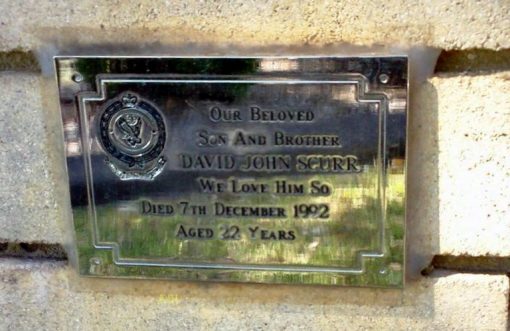 Our Beloved
Son And Brother
DAVID JOHN SCURR
We Love Him So
Died 7th December 1992
Aged 22 Years